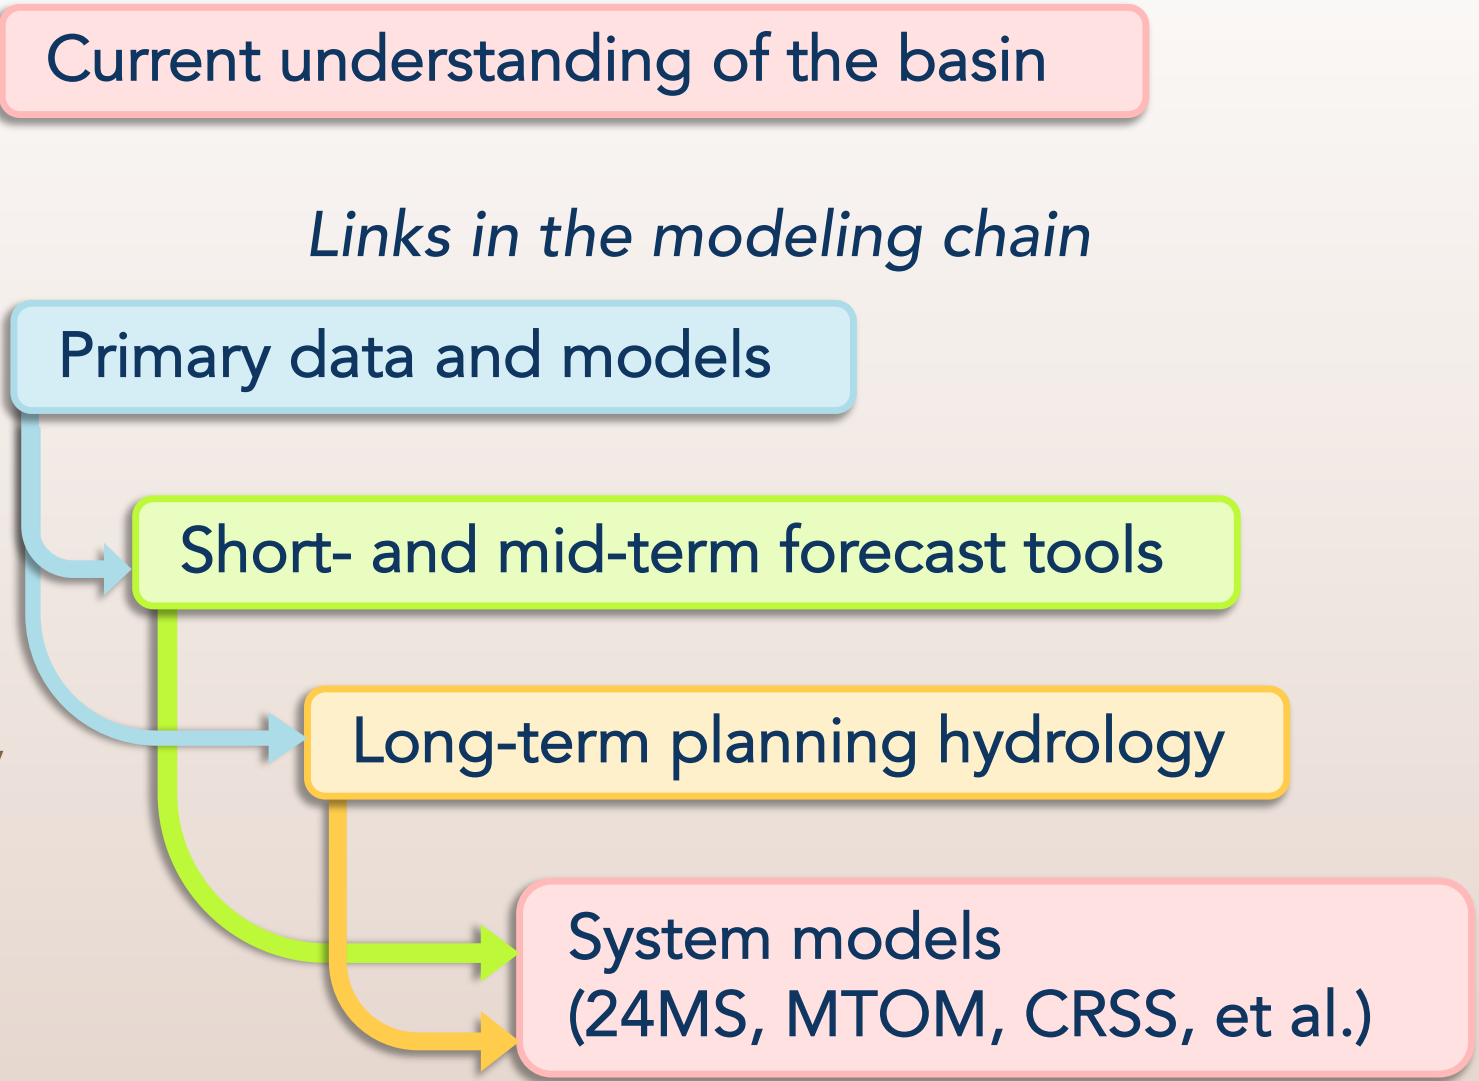 Current understanding of the basin
Links in the modeling chain
Primary data and models
Short- and mid-term forecast tools
Long-term planning hydrology
System models
(24MS, MTOM, CRSS, et al.)